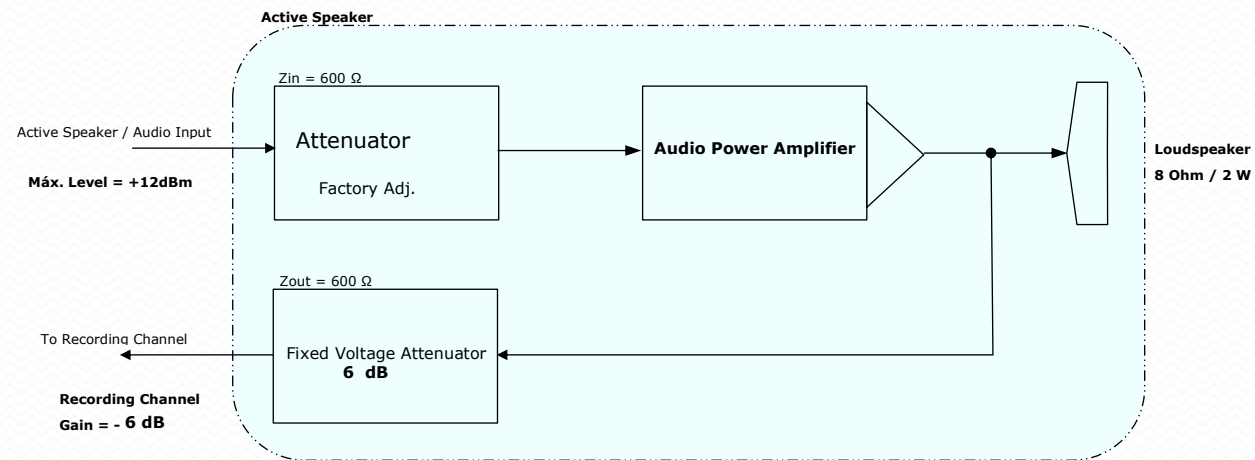 Active Speaker
Zin = 600 Ω
Active Speaker / Audio Input
Attenuator
Audio Power Amplifier
Loudspeaker
8 Ohm / 2 W
Máx. Level = +12dBm
Factory Adj.
Zout = 600 Ω
To Recording Channel
Fixed Voltage Attenuator
6 dB
Recording Channel
Gain = - 6 dB